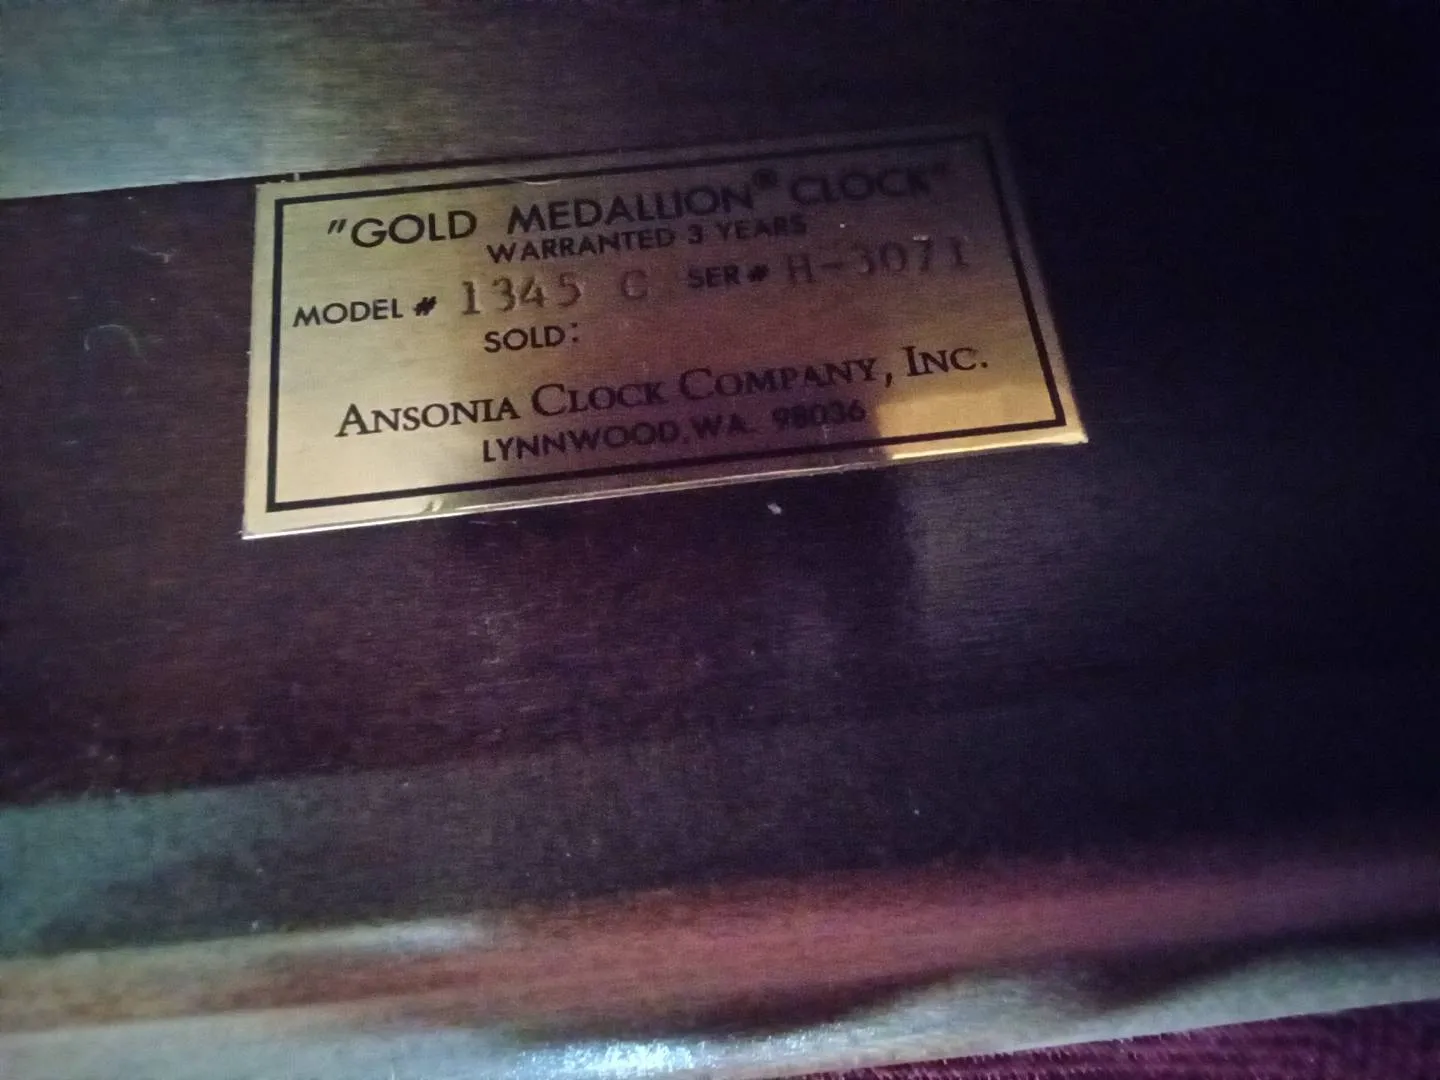 "GOLD MEDALLION® CLOCK"
WARRANTED 3 YEARS
MODEL # 1345 C SER # H-3071
SOLD:
ANSONIA CLOCK COMPANY, INC.
LYNNWOOD, WA. 98036